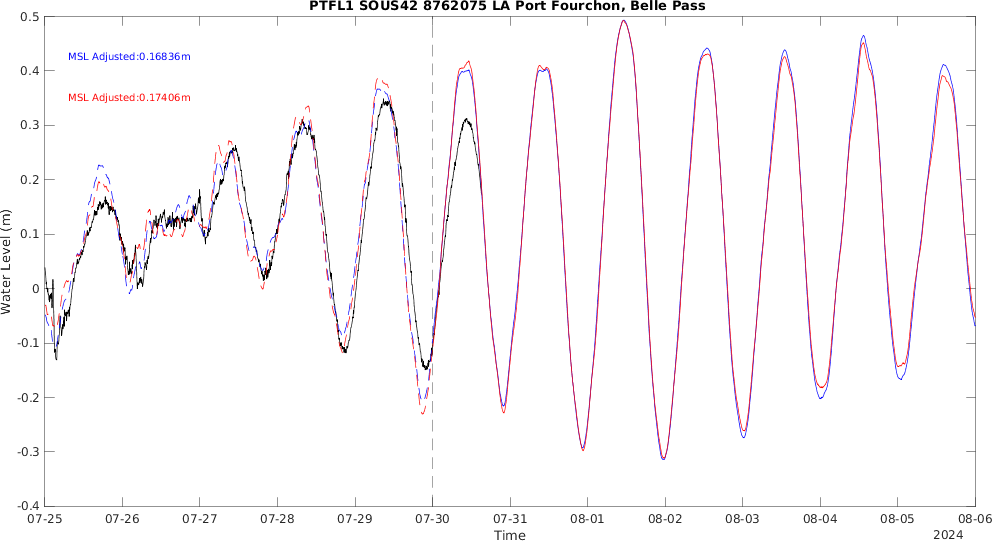 PTFL1 SOUS42 8762075 LA Port Fourchon, Belle Pass
MSL Adjusted:0.16836m
MSL Adjusted:0.17406m
Water Level (m)
0.5
0.4
0.3
0.2
0.1
0
-0.1
-0.2
-0.3
-0.4
07-25 07-26 07-27 07-28 07-29 07-30 07-31 08-01 08-02 08-03 08-04 08-05 08-06
Time
2024